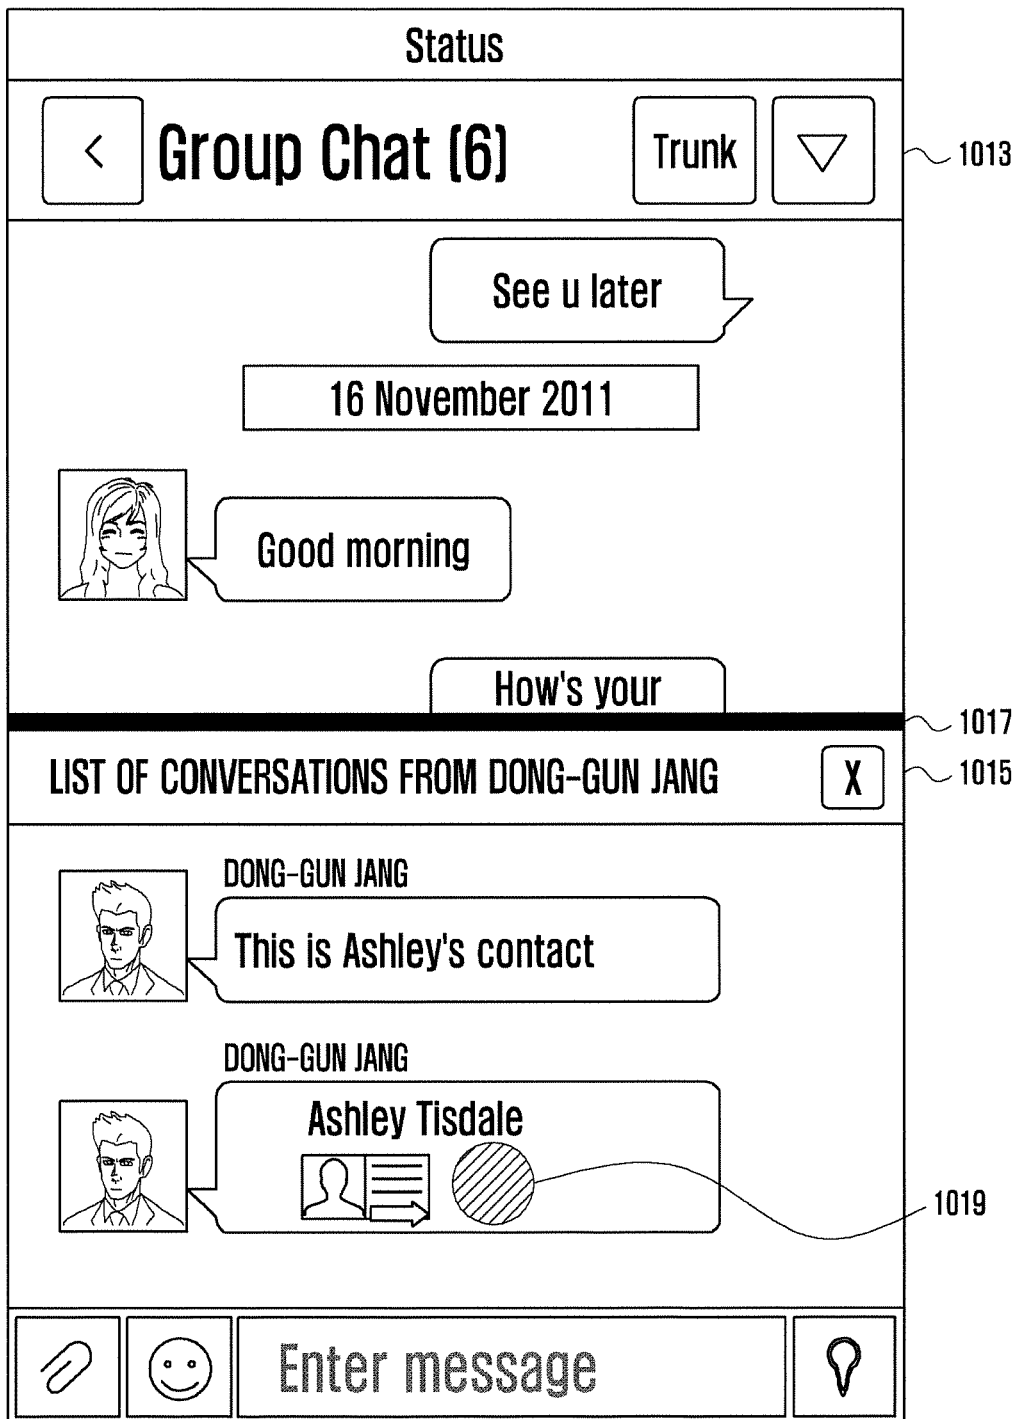 Status
< Group Chat (6) Trunk
1013
See u later
16 November 2011
Good morning
How's your
1017
LIST OF CONVERSATIONS FROM DONG-GUN JANG X
1015
DONG-GUN JANG
This is Ashley's contact
DONG-GUN JANG
Ashley Tisdale
1019
Enter message